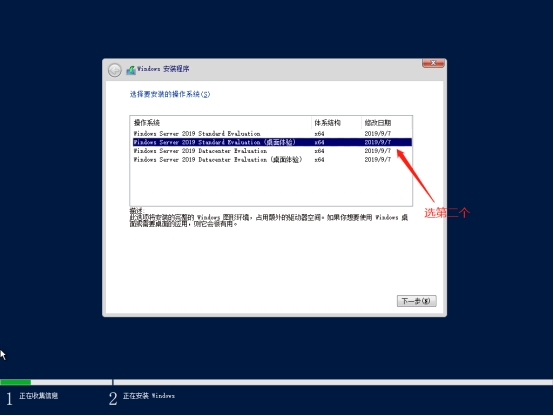 Windows 安装程序
选择要安装的操作系统(S)
操作系统 体系结构 修改日期
Windows Server 2019 Standard Evaluation x64 2019/9/7
Windows Server 2019 Standard Evaluation (桌面体验) x64 2019/9/7
Windows Server 2019 Datacenter Evaluation x64 2019/9/7
Windows Server 2019 Datacenter Evaluation (桌面体验) x64 2019/9/7
选第二个
描述:
此选项将安装的完整的 Windows 图形环境，占用额外的驱动器空间。如果你想要使用 Windows 桌
面或需要桌面的应用，则它会很有用。
下一步(N)
1 正在收集信息 2 正在安装 Windows